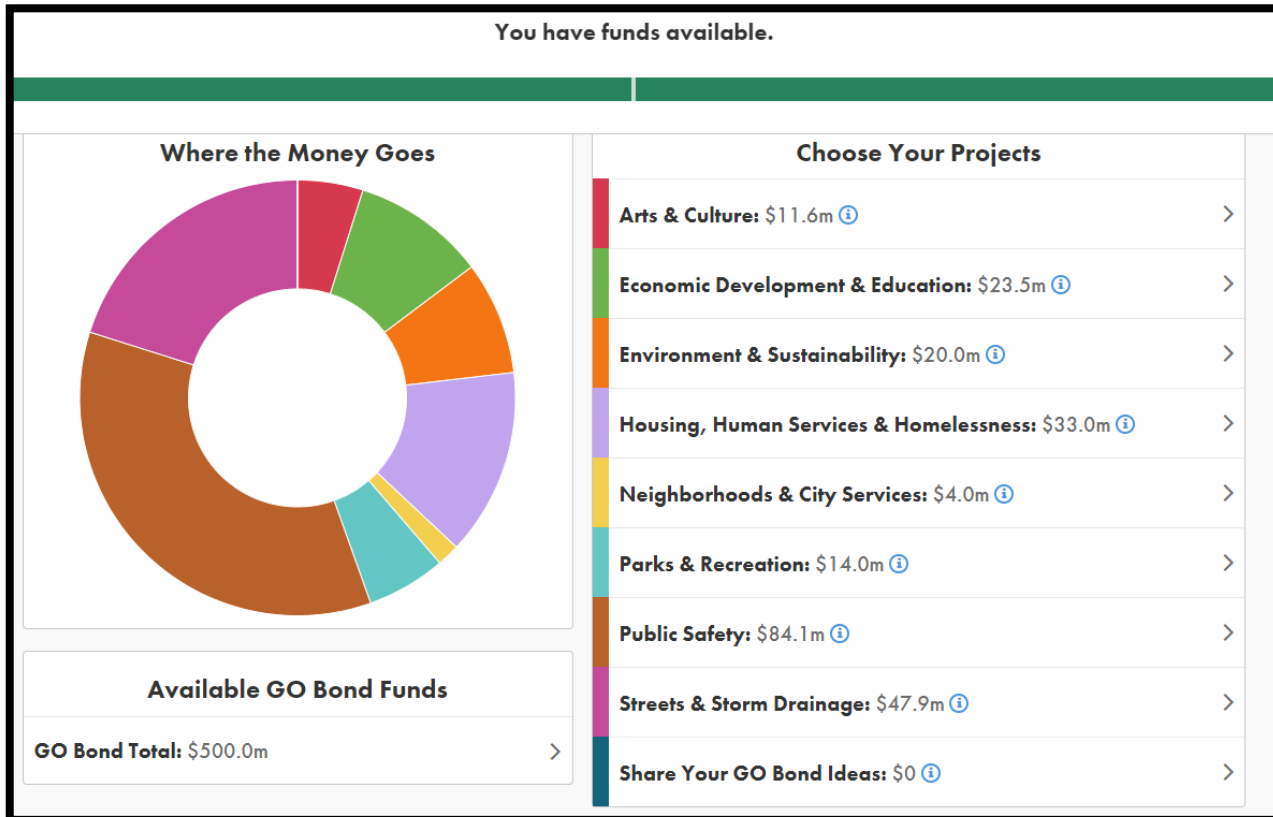 You have funds available.
Where the Money Goes
Choose Your Projects
Arts & Culture: $11.6m
Economic Development & Education: $23.5m
Environment & Sustainability: $20.0m
Housing, Human Services & Homelessness: $33.0m
Neighborhoods & City Services: $4.0m
Parks & Recreation: $14.0m
Public Safety: $84.1m
Streets & Storm Drainage: $47.9m
Share Your GO Bond Ideas: $0
Available GO Bond Funds
GO Bond Total: $500.0m